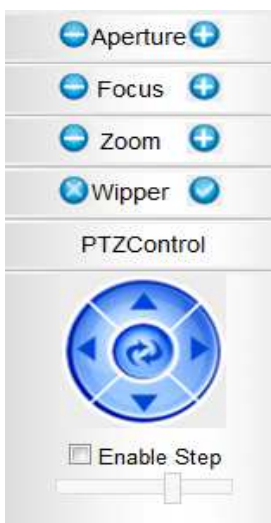 Aperture
Focus
Zoom
Wipper
PTZControl
Enable Step